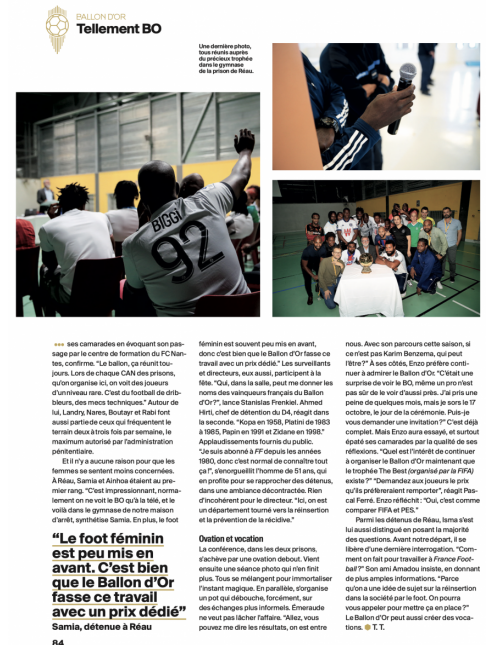 BALLON D'OR
Tellement BO
Une dernière photo,
tous réunis auprès
du précieux trophée
dans le gymnase
de la prison de Réau.
BIGGI
92
••• ses camarades en évoquant son pas-
sage par le centre de formation du FC Nan-
tes, confirme. “Le ballon, ça réunit tou-
jours. Lors de chaque CAN des prisons,
qu'on organise ici, on voit des joueurs
d'un niveau rare. C'est du football de drib-
bleurs, des mecs techniques.” Autour de
lui, Landry, Nares, Boutay et Rabi font
aussi partie de ceux qui fréquentent le
terrain deux à trois fois par semaine, le
maximum autorisé par l'administration
pénitentiaire.
Et il n'y a aucune raison pour que les
femmes se sentent moins concernées.
À Réau, Samia et Ainhoa étaient au pre-
mier rang. “C'est impressionnant, norma-
lement on ne voit le BO qu'à la télé, et le
voilà dans le gymnase de notre maison
d'arrêt, synthétise Samia. En plus, le foot
“Le foot féminin
est peu mis en
avant. C'est bien
que le Ballon d'Or
fasse ce travail
avec un prix dédié”
Samia, détenue à Réau
84
féminin est souvent peu mis en avant,
donc c'est bien que le Ballon d'Or fasse ce
travail avec un prix dédié.” Les surveillants
et directeurs, eux aussi, participent à la
fête. “Qui, dans la salle, peut me donner les
noms des vainqueurs français du Ballon
d'Or?”, lance Stanislas Frenkiel. Ahmed
Hirti, chef de détention du D4, réagit dans
la seconde. “Kopa en 1958, Platini de 1983
à 1985, Papin en 1991 et Zidane en 1998.”
Applaudissements fournis du public.
“Je suis abonné à FF depuis les années
1980, donc c'est normal de connaître tout
ça!”, s'enorgueillit l'homme de 51 ans, qui
en profite pour se rapprocher des détenus,
dans une ambiance décontractée. Rien
d'incohérent pour le directeur. “Ici, on est
un département tourné vers la réinsertion
et la prévention de la récidive.”
Ovation et vocation
La conférence, dans les deux prisons,
s'achève par une ovation debout. Vient
ensuite une séance photo qui n'en finit
plus. Tous se mélangent pour immortaliser
l'instant magique. En parallèle, s'organise
un pot qui débouche, forcément, sur
des échanges plus informels. Émeraude
ne veut pas lâcher l'affaire. “Allez, vous
pouvez me dire les résultats, on est entre
nous. Avec son parcours cette saison, si
ce n'est pas Karim Benzema, qui peut
l'être?” À ses côtés, Enzo préfère conti-
nuer à admirer le Ballon d'Or: “C'était une
surprise de voir le BO, même un pro n'est
pas sûr de le voir d'aussi près. J'ai pris une
peine de quelques mois, mais je sors le 17
octobre, le jour de la cérémonie. Puis-je
vous demander une invitation?” C'est déjà
complet. Mais Enzo aura essayé, et surtout
épaté ses camarades par la qualité de ses
réflexions. “Quel est l'intérêt de continuer
à organiser le Ballon d'Or maintenant que
le trophée The Best (organisé par la FIFA)
existe?” “Demandez aux joueurs le prix
qu'ils préféreraient remporter”, réagit Pas-
cal Ferré. Enzo réfléchit: “Oui, c'est comme
comparer FIFA et PES.”
Parmi les détenus de Réau, Isma s'est
lui aussi distingué en posant la majorité
des questions. Avant notre départ, il se
libère d'une dernière interrogation. “Com-
ment on fait pour travailler à France Foot-
ball?” Son ami Amadou insiste, en donnant
de plus amples informations. “Parce
qu'on a une idée de sujet sur la réinsertion
dans la société par le foot. On pourra
vous appeler pour mettre ça en place?”
Le Ballon d'Or peut aussi créer des voca-
tions. T. T.